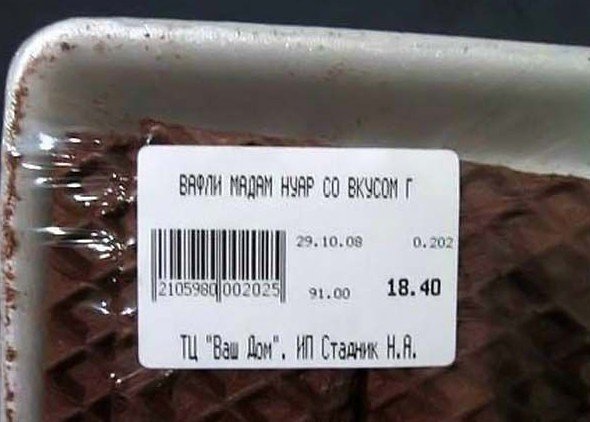 ВАФЛИ МАДАМ НУАР СО ВКУСОМ Г
29.10.08 0.202
2105980 002025 91.00 18.40
ТЦ "Ваш Дом". ИП Стадник Н.А.